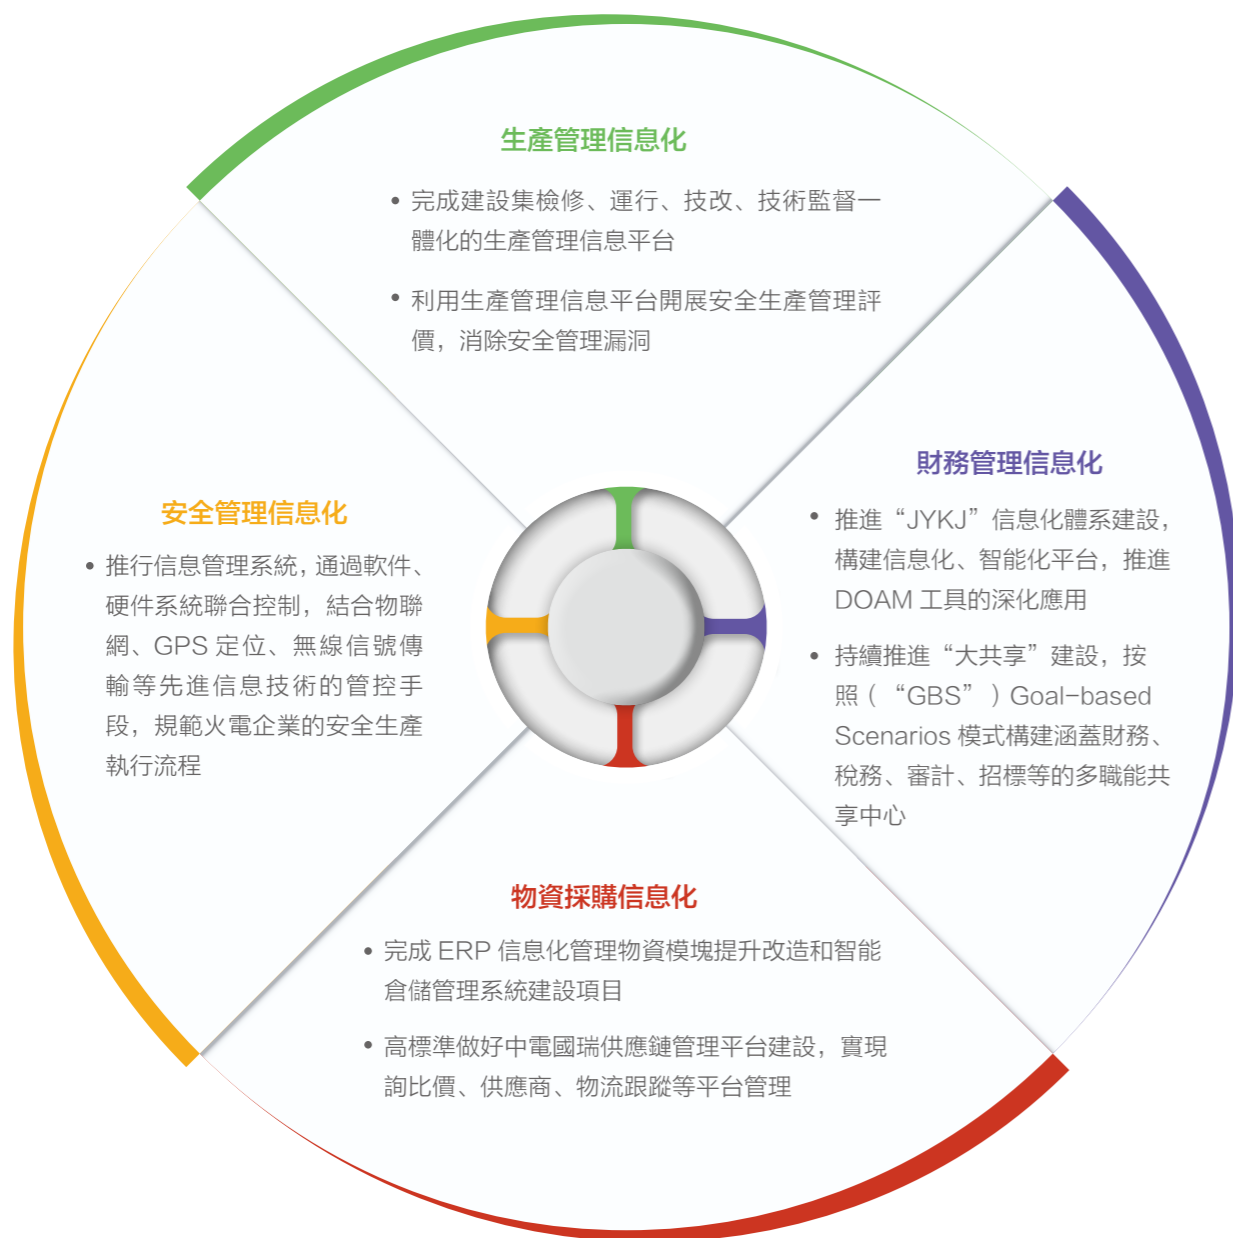 生產管理信息化
• 完成建設集檢修、運行、技改、技術監督一
體化的生產管理信息平台
• 利用生產管理信息平台開展安全生產管理評
價，消除安全管理漏洞
財務管理信息化
• 推進“JYKJ”信息化體系建設，
構建信息化、智能化平台，推進
DOAM 工具的深化應用
• 持續推進“大共享”建設，按
照（“GBS”）Goal-based
Scenarios 模式構建涵蓋財務、
稅務、審計、招標等的多職能共
享中心
安全管理信息化
• 推行信息管理系統，通過軟件、
硬件系統聯合控制，結合物聯
網、GPS 定位、無線信號傳
輸等先進信息技術的管控手
段，規範火電企業的安全生產
執行流程
物資採購信息化
• 完成 ERP 信息化管理物資模塊提升改造和智能
倉儲管理系統建設項目
• 高標準做好中電國瑞供應鏈管理平台建設，實現
詢比價、供應商、物流跟蹤等平台管理